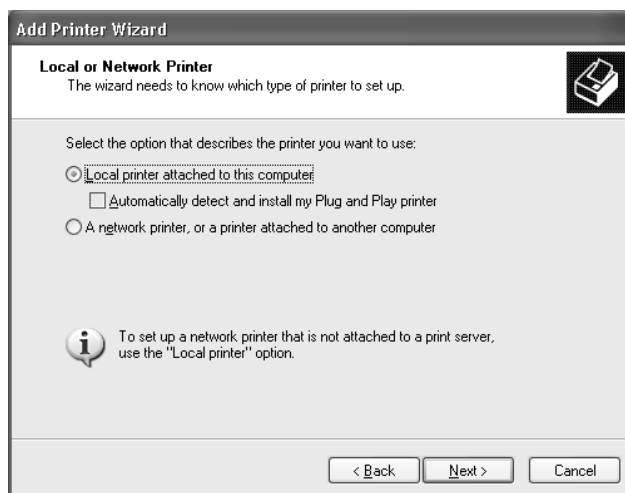 Add Printer Wizard
Local or Network Printer
The wizard needs to know which type of printer to set up.
Select the option that describes the printer you want to use:
Local printer attached to this computer
Automatically detect and install my Plug and Play printer
A network printer, or a printer attached to another computer
To set up a network printer that is not attached to a print server,
use the "Local printer" option.
< Back Next > Cancel